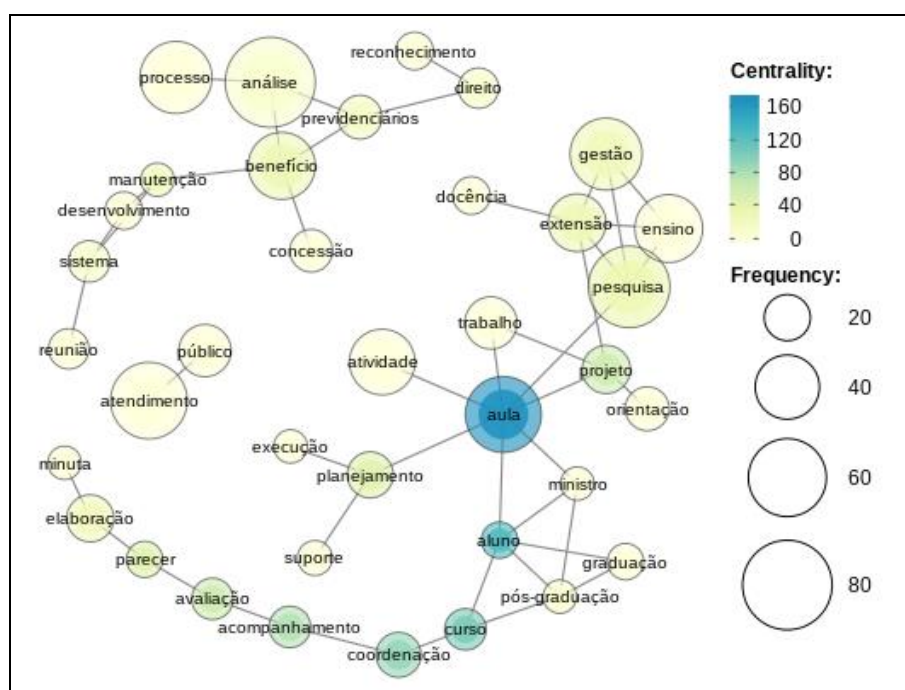 reconhecimento
processo
análise
direito
previdenciários
benefício
manutenção
desenvolvimento
concessão
sistema
reunião
público
atendimento
gestão
docência
extensão
ensino
pesquisa
trabalho
atividade
projeto
orientação
aula
execução
planejamento
ministro
suporte
aluno
graduação
pós-graduação
minuta
elaboração
parecer
avaliação
acompanhamento
coordenação
curso
Centrality:
160
120
80
40
0
Frequency:
20
40
60
80